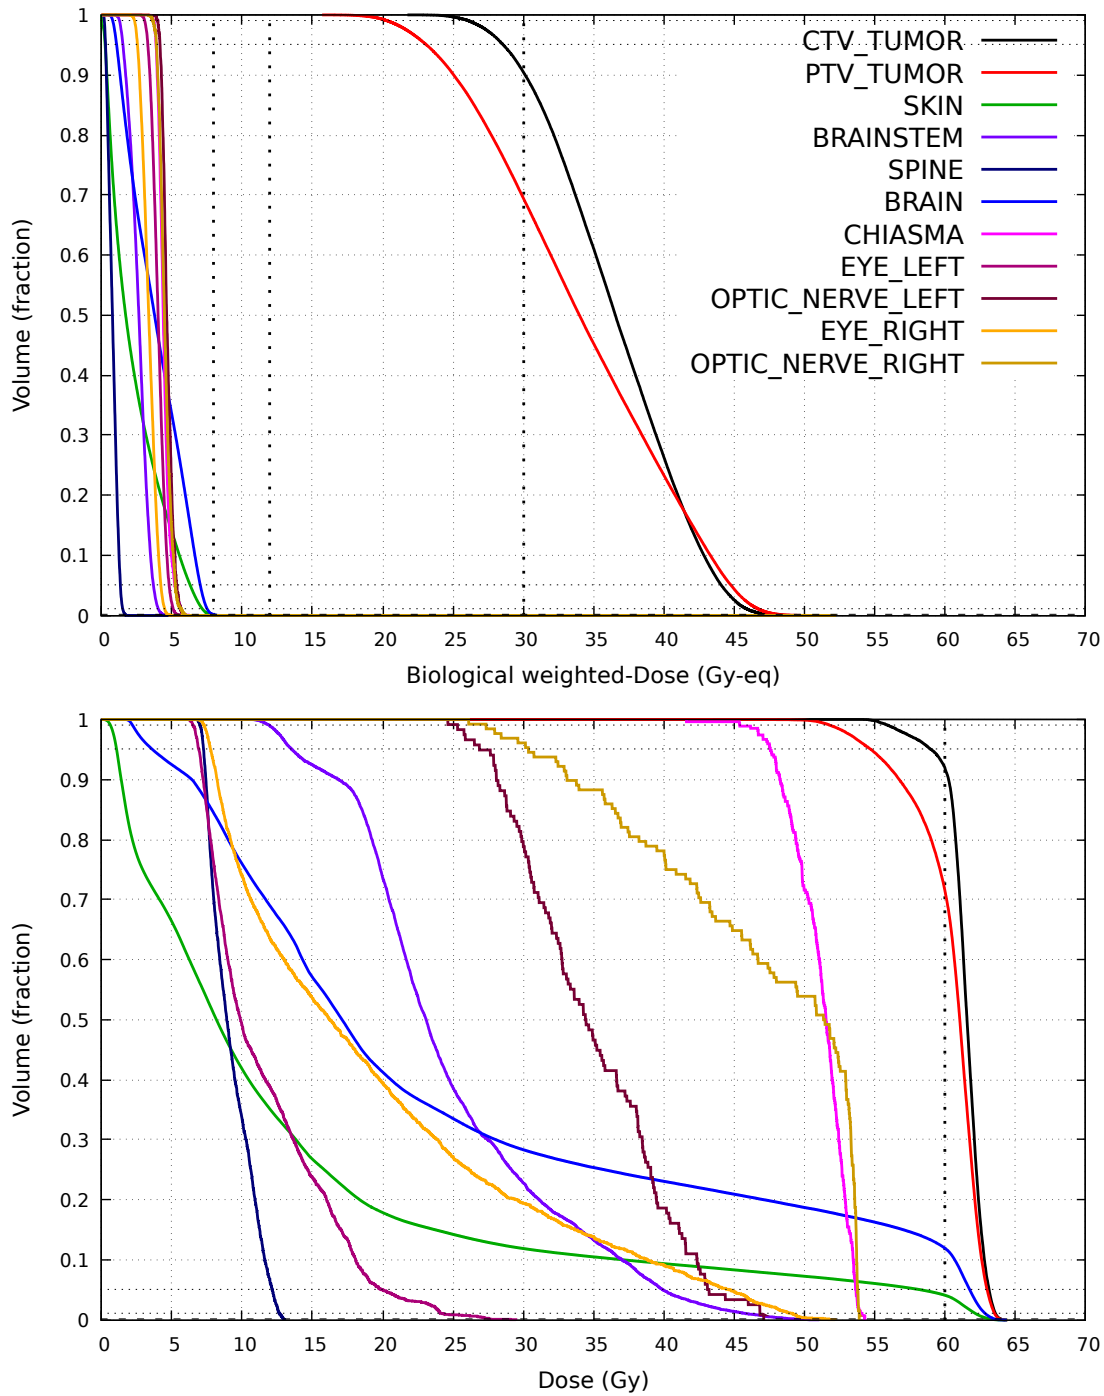 1
0.9
0.8
0.7
0.6
0.5
0.4
0.3
0.2
0.1
0
Volume (fraction)
CTV_TUMOR
PTV_TUMOR
SKIN
BRAINSTEM
SPINE
BRAIN
CHIASMA
EYE_LEFT
OPTIC_NERVE_LEFT
EYE_RIGHT
OPTIC_NERVE_RIGHT
0 5 10 15 20 25 30 35 40 45 50 55 60 65 70
Biological weighted-Dose (Gy-eq)
1
0.9
0.8
0.7
0.6
0.5
0.4
0.3
0.2
0.1
0
Volume (fraction)
0 5 10 15 20 25 30 35 40 45 50 55 60 65 70
Dose (Gy)